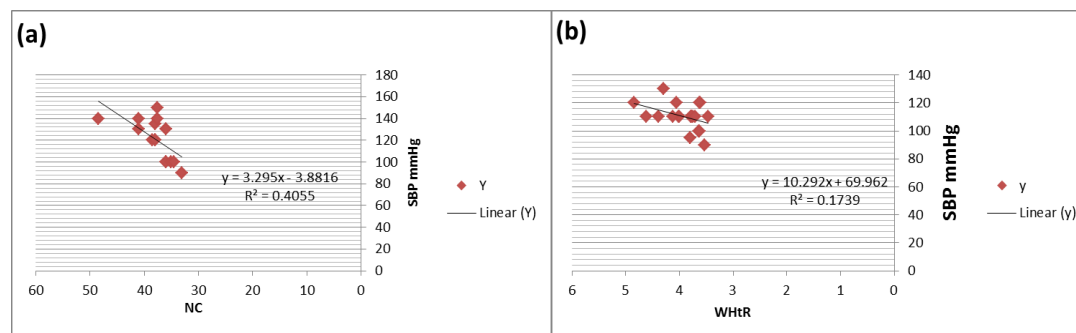 (a)
180
160
140
120
100
80
60
40
20
0
SBP mmHg
y = 3.295x - 3.8816
R² = 0.4055
60 50 40 30 20 10 0
NC
Y
Linear (Y)
(b)
140
120
100
80
60
40
20
0
SBP mmHg
y = 10.292x + 69.962
R² = 0.1739
6 5 4 3 2 1 0
WHtR
y
Linear (y)